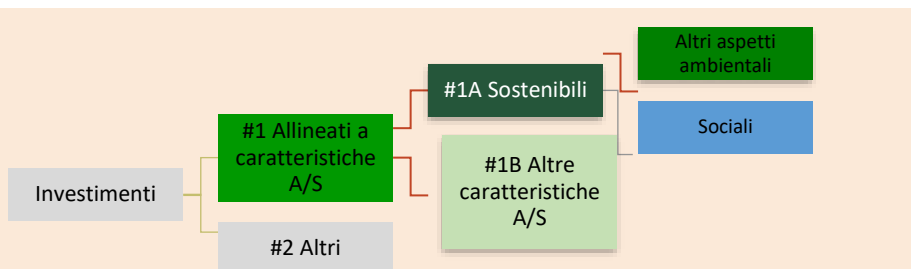 Investimenti
#1 Allineati a
caratteristiche
A/S
#2 Altri
#1A Sostenibili
#1B Altre
caratteristiche
A/S
Altri aspetti
ambientali
Sociali